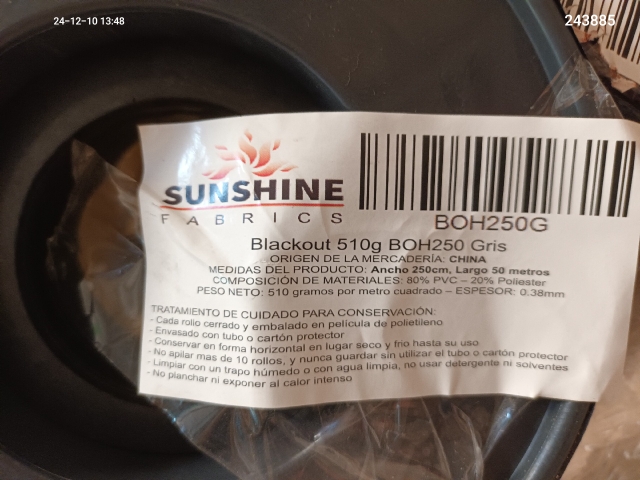 24-12-10 13:48
243885
SUNSHINE
FABRICS
BOH250G
Blackout 510g BOH250 Gris
ORIGEN DE LA MERCADERÍA: CHINA
MEDIDAS DEL PRODUCTO: Ancho 250cm, Largo 50 metros
COMPOSICIÓN DE MATERIALES: 80% PVC – 20% Poliester
PESO NETO: 510 gramos por metro cuadrado – ESPESOR: 0.38mm
TRATAMIENTO DE CUIDADO PARA CONSERVACIÓN:
- Cada rollo cerrado y embalado en película de polietileno
- Envasado con tubo o cartón protector
- Conservar en forma horizontal en lugar seco y frio hasta su uso
- No apilar mas de 10 rollos, y nunca guardar sin utilizar el tubo o cartón protector
- Limpiar con un trapo húmedo o con agua limpia, no usar detergente ni solventes
- No planchar ni exponer al calor intenso